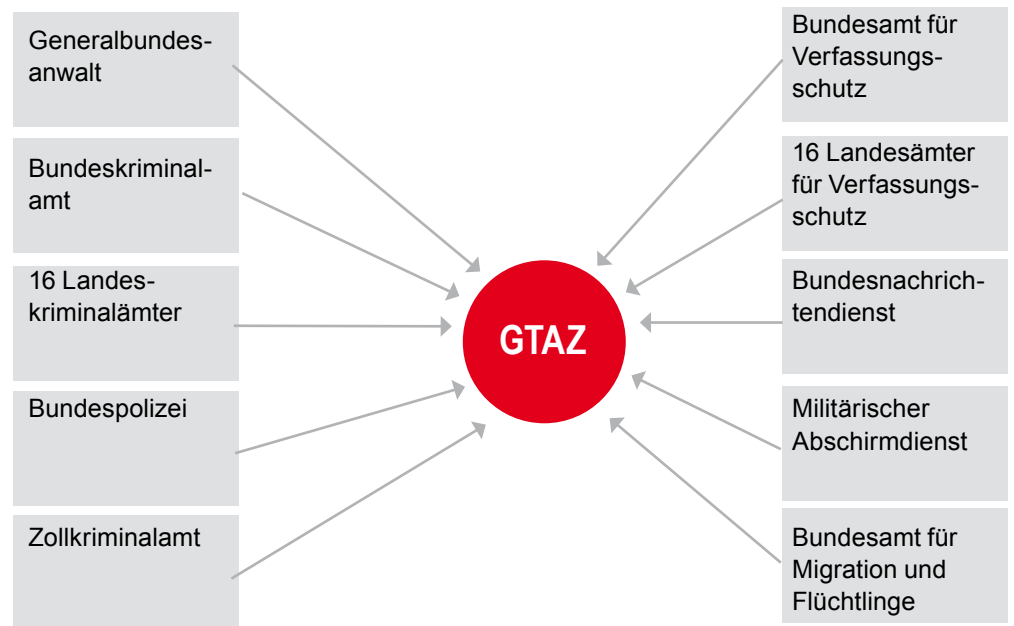 Generalbundes-
anwalt
Bundeskriminal-
amt
16 Landes-
kriminalämter
Bundespolizei
Zollkriminalamt
GTAZ
Bundesamt für
Verfassungs-
schutz
16 Landesämter
für Verfassungs-
schutz
Bundesnachrich-
tendienst
Militärischer
Abschirmdienst
Bundesamt für
Migration und
Flüchtlinge